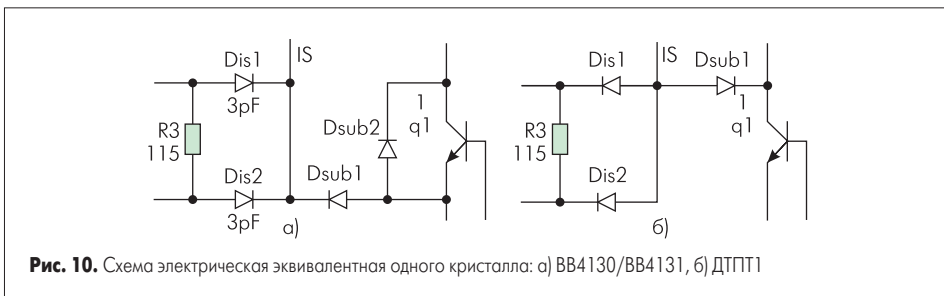 IS
Dis1
3pF
R3
115
Dis2
3pF
Dsub1
Dsub2
1
q1
а)
IS
Dis1
Dsub1
1
q1
R3
115
Dis2
б)
Рис. 10. Схема электрическая эквивалентная одного кристалла: а) ВВ4130/ВВ4131, б) ДТПТ1